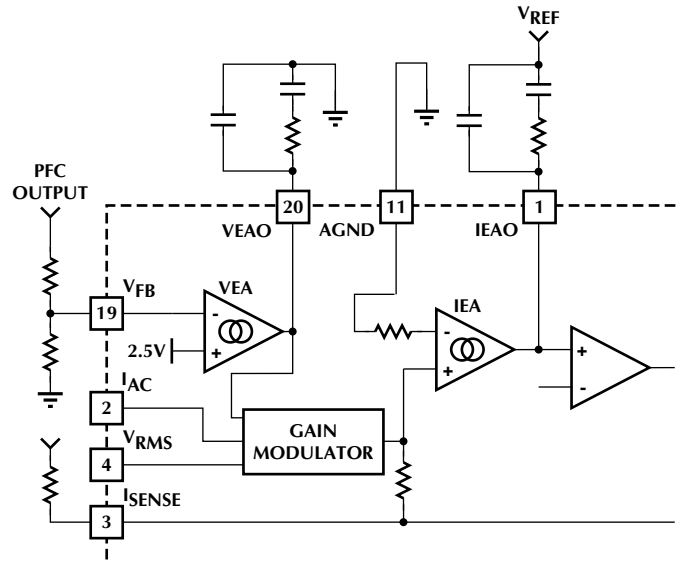 VREF
PFC
OUTPUT
20
11
1
VEAO
AGND
IEAO
VFB
VEA
IEA
19
-
-
2.5V
+
+
+
-
IAC
2
GAIN
MODULATOR
VRMS
4
ISENSE
3